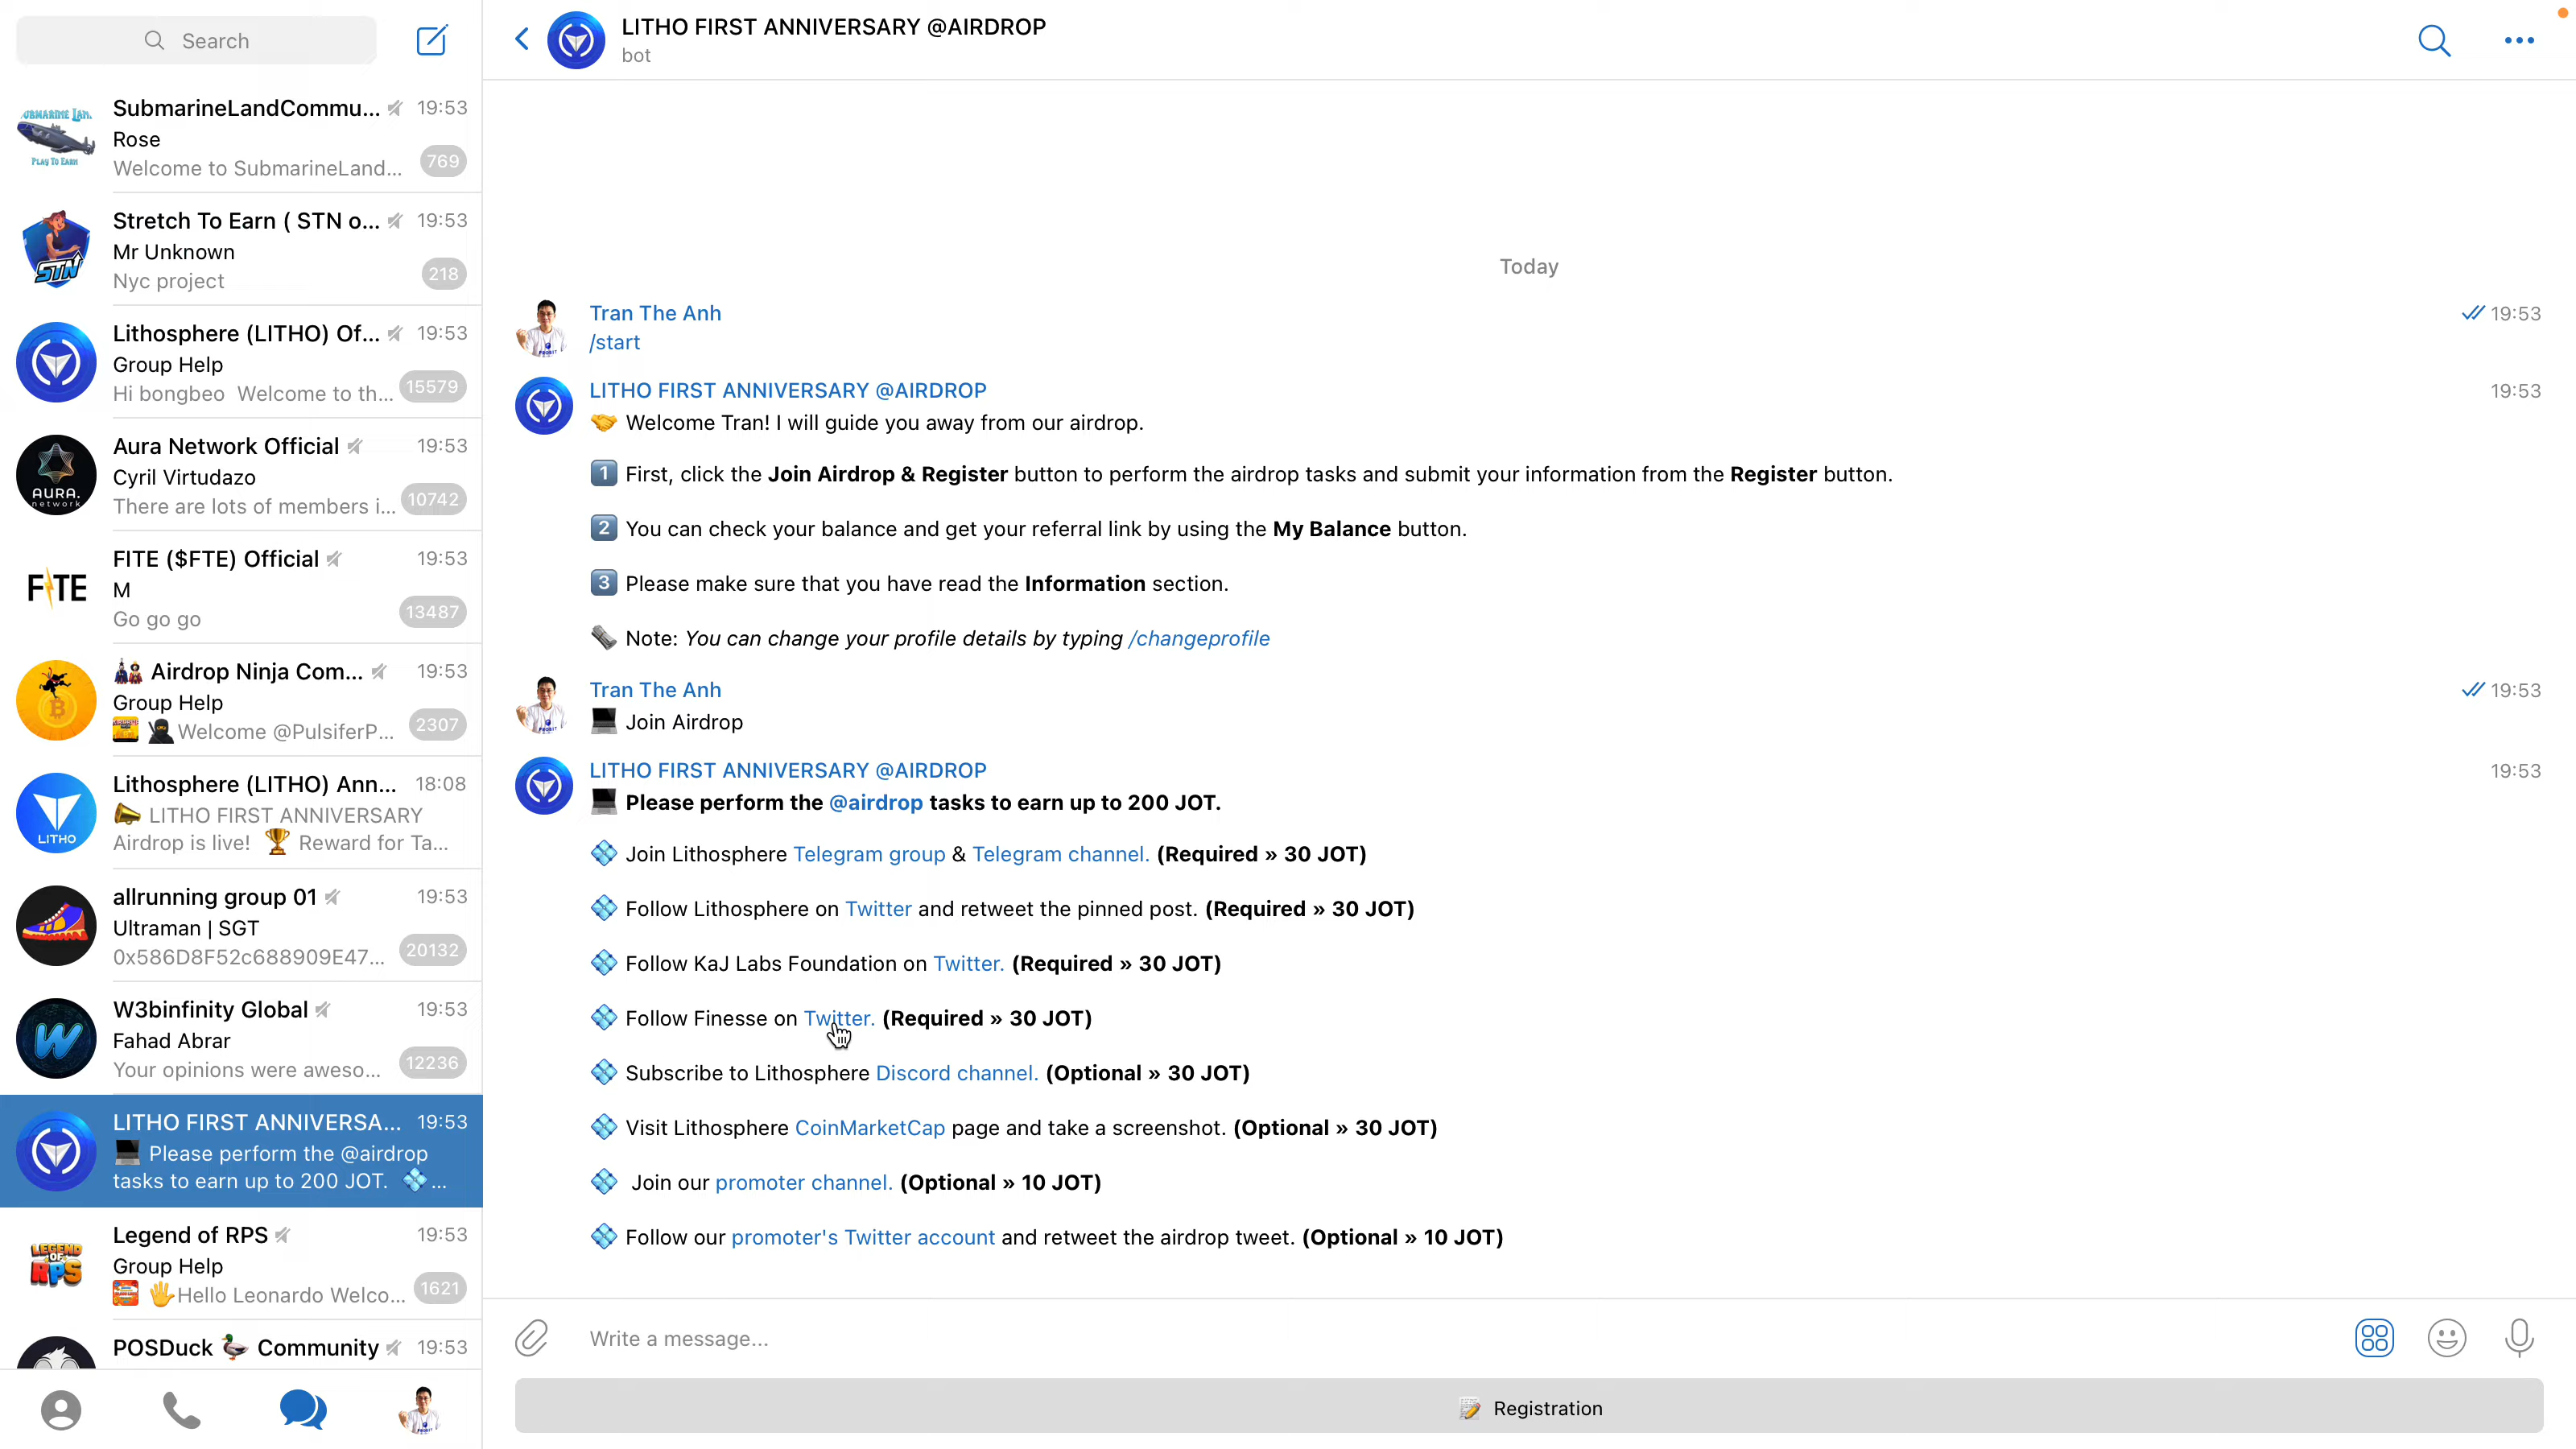 Search
SUBMARINE LAN.
PLAY TO EARN
SubmarineLandCommu... 19:53
Rose
Welcome to SubmarineLand... 769
STN
Stretch To Earn ( STN o... 19:53
Mr Unknown
Nyc project 218
Lithosphere (LITHO) Of... 19:53
Group Help
Hi bongbeo Welcome to th... 15579
AURA.
network
Aura Network Official 19:53
Cyril Virtudazo
There are lots of members i... 10742
FITE
FITE ($FTE) Official 19:53
M
Go go go 13487
Airdrop Ninja Com... 19:53
Group Help
Welcome @PulsiferP... 2307
LITHO
Lithosphere (LITHO) Ann... 18:08
LITHO FIRST ANNIVERSARY
Airdrop is live! 🏆 Reward for Ta...
allrunning group 01 19:53
Ultraman | SGT
0x586D8F52c688909E47... 20132
W3binfinity Global 19:53
Fahad Abrar
Your opinions were aweso... 12236
LITHO FIRST ANNIVERSA... 19:53
Please perform the @airdrop
tasks to earn up to 200 JOT. 💠 ...
LEGEND
OF
RPS
Legend of RPS 19:53
Group Help
🖐Hello Leonardo Welco... 1621
POSDuck 🦆 Community 19:53
LITHO FIRST ANNIVERSARY @AIRDROP
bot
Today
Tran The Anh 19:53
/start
LITHO FIRST ANNIVERSARY @AIRDROP 19:53
🤝 Welcome Tran! I will guide you away from our airdrop.
1️⃣ First, click the Join Airdrop & Register button to perform the airdrop tasks and submit your information from the Register button.
2️⃣ You can check your balance and get your referral link by using the My Balance button.
3️⃣ Please make sure that you have read the Information section.
🗞 Note: You can change your profile details by typing /changeprofile
Tran The Anh 19:53
💻 Join Airdrop
LITHO FIRST ANNIVERSARY @AIRDROP 19:53
💻 Please perform the @airdrop tasks to earn up to 200 JOT.
💠 Join Lithosphere Telegram group & Telegram channel. (Required » 30 JOT)
💠 Follow Lithosphere on Twitter and retweet the pinned post. (Required » 30 JOT)
💠 Follow KaJ Labs Foundation on Twitter. (Required » 30 JOT)
💠 Follow Finesse on Twitter. (Required » 30 JOT)
💠 Subscribe to Lithosphere Discord channel. (Optional » 30 JOT)
💠 Visit Lithosphere CoinMarketCap page and take a screenshot. (Optional » 30 JOT)
💠 Join our promoter channel. (Optional » 10 JOT)
💠 Follow our promoter's Twitter account and retweet the airdrop tweet. (Optional » 10 JOT)
Write a message...
📝 Registration